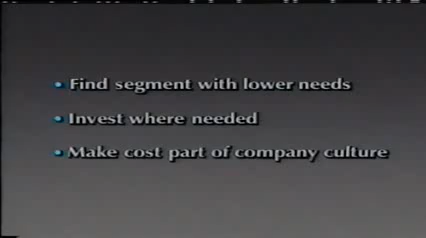 • Find segment with lower needs
• Invest where needed
• Make cost part of company culture